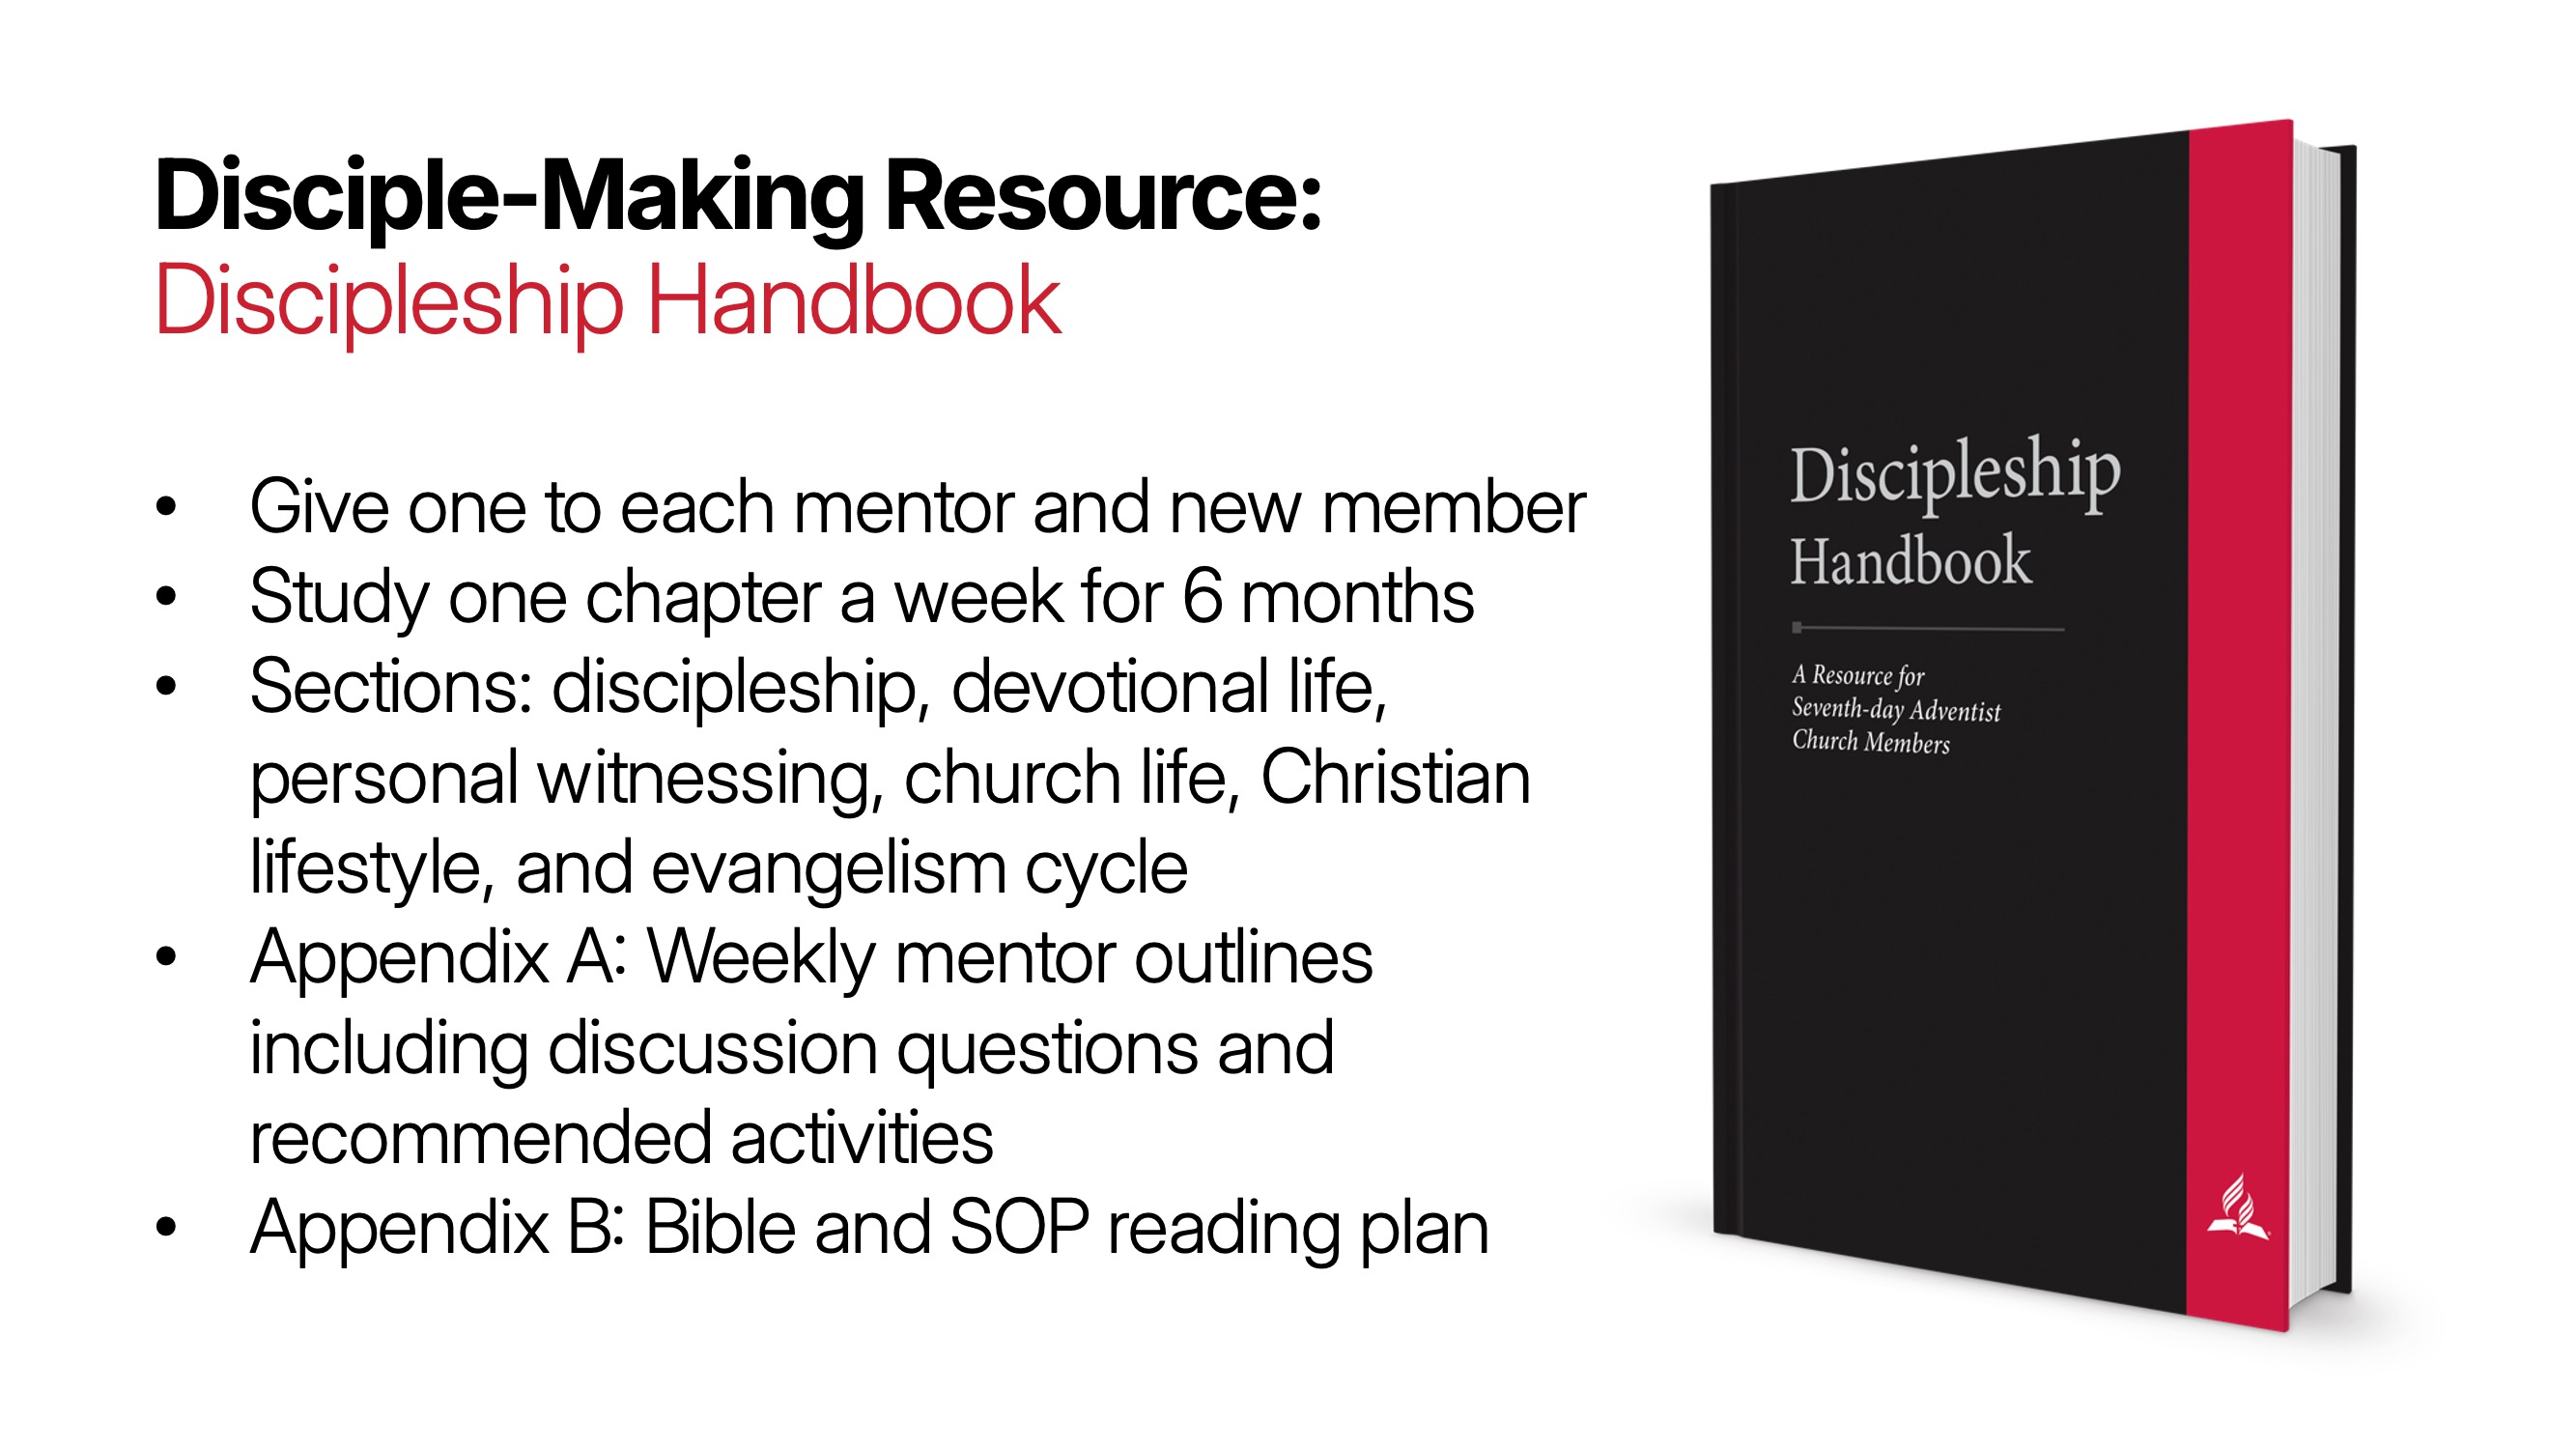 Disciple-Making Resource:
Discipleship Handbook
• Give one to each mentor and new member
• Study one chapter a week for 6 months
• Sections: discipleship, devotional life,
personal witnessing, church life, Christian
lifestyle, and evangelism cycle
• Appendix A: Weekly mentor outlines
including discussion questions and
recommended activities
• Appendix B: Bible and SOP reading plan
Discipleship
Handbook
A Resource for
Seventh-day Adventist
Church Members